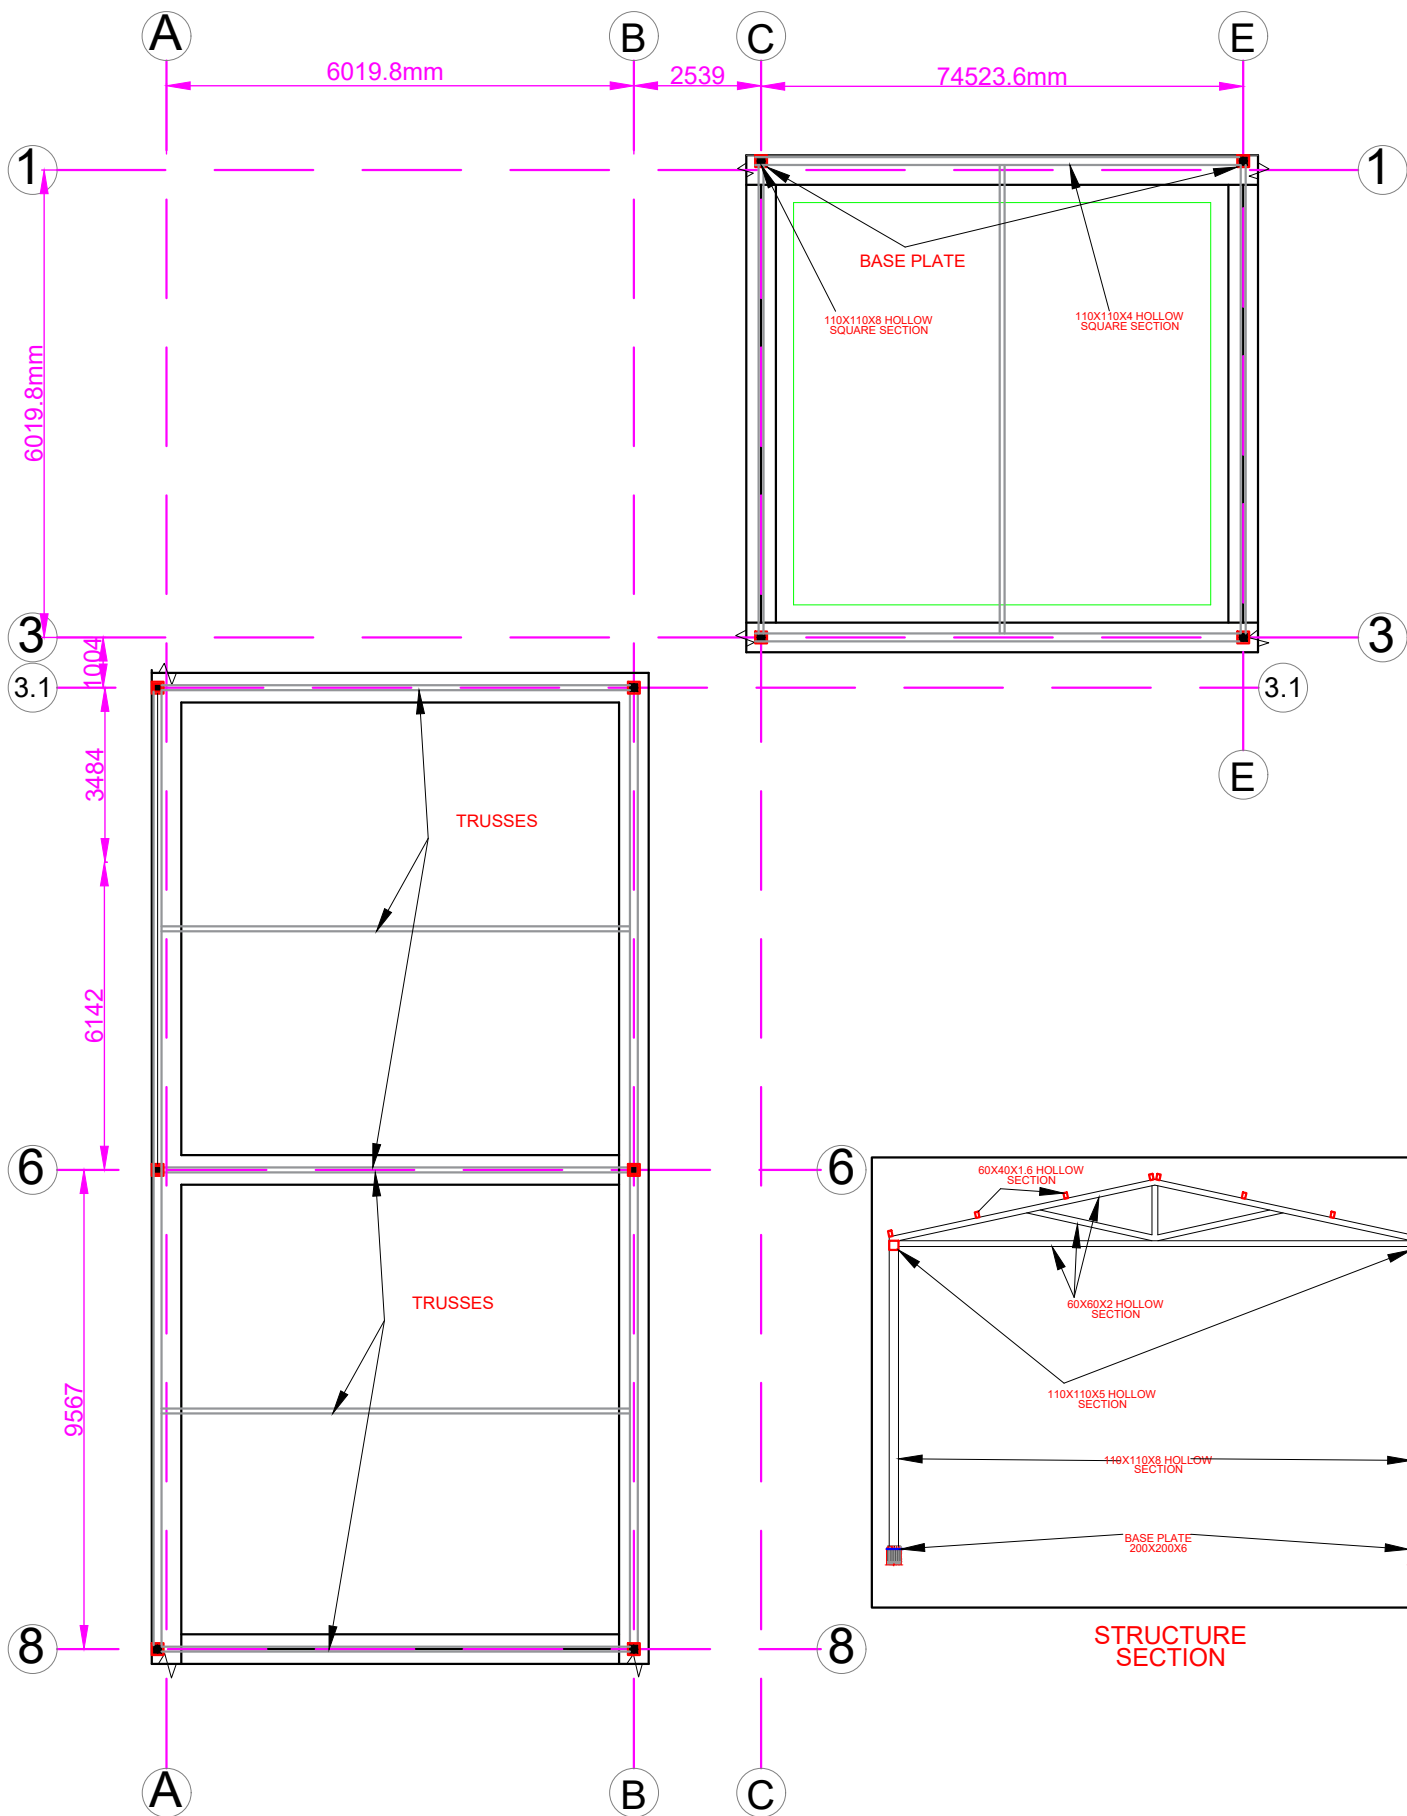 A
B
C
E
6019.8mm
2539
74523.6mm
1
1
BASE PLATE
110X110X8 HOLLOW
SQUARE SECTION
110X110X4 HOLLOW
SQUARE SECTION
6019.8mm
3
3
1004
3.1
3.1
3484
E
TRUSSES
6142
6
6
60X40X1.6 HOLLOW
SECTION
TRUSSES
60X60X2 HOLLOW
SECTION
9567
110X110X5 HOLLOW
SECTION
110X110X8 HOLLOW
SECTION
BASE PLATE
200X200X6
8
8
STRUCTURE
SECTION
A
B
C